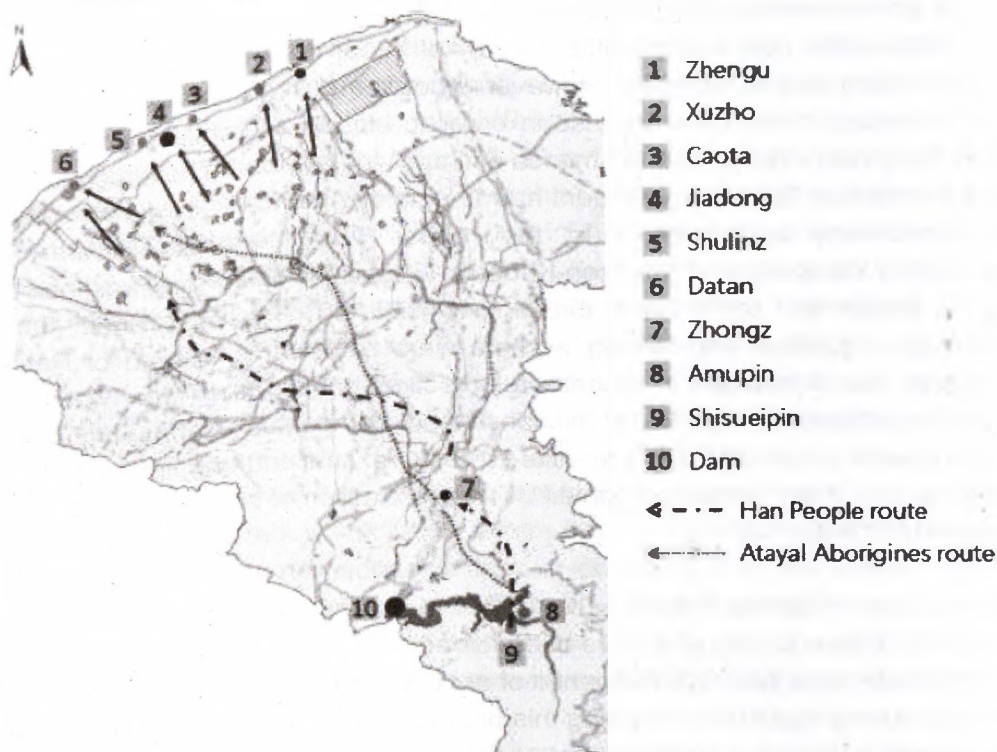 N
1
2
3
4
5
6
7
8
9
10
1 Zhengu
2 Xuzho
3 Caota
4 Jiadong
5 Shulinz
6 Datan
7 Zhongz
8 Amupin
9 Shisueipin
10 Dam
Han People route
Atayal Aborigines route